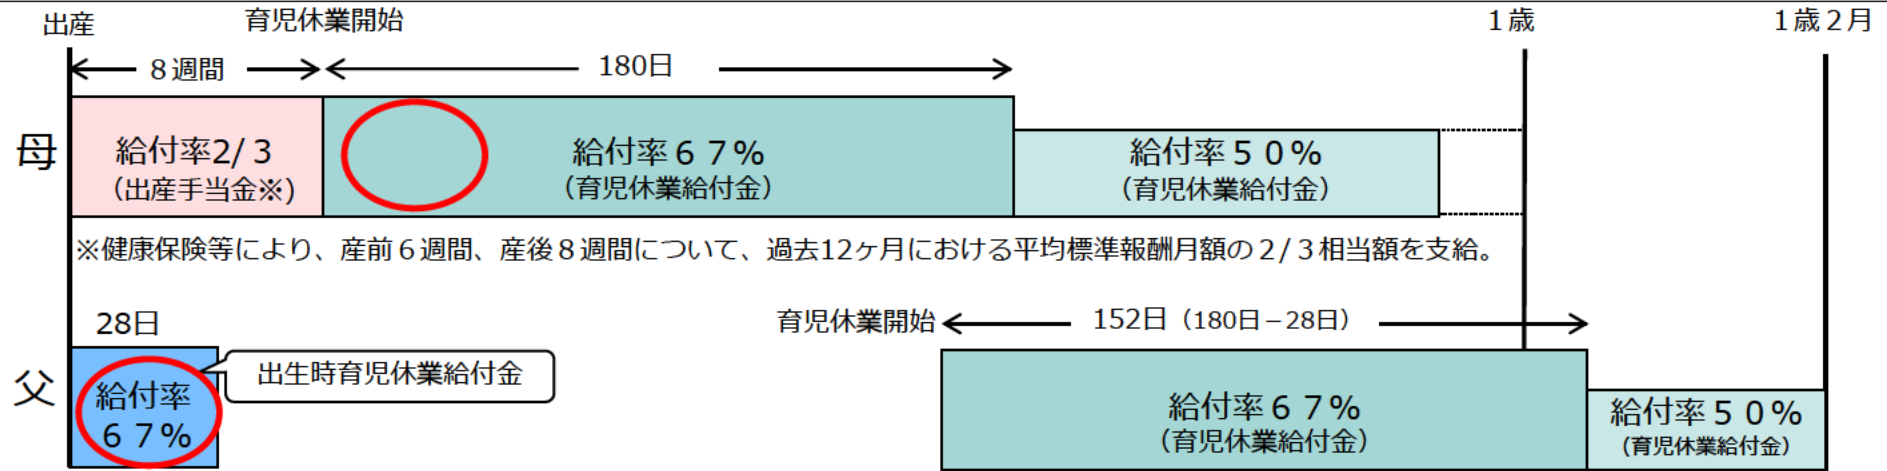 出産
育児休業開始
1歳
1歳2月
8週間
180日
母
給付率2/3
(出産手当金※)
給付率67%
(育児休業給付金)
給付率50%
(育児休業給付金)
※健康保険等により、産前6週間、産後8週間について、過去12ヶ月における平均標準報酬月額の2/3相当額を支給。
28日
育児休業開始
152日(180日-28日)
父
給付率
67%
出生時育児休業給付金
給付率67%
(育児休業給付金)
給付率50%
(育児休業給付金)